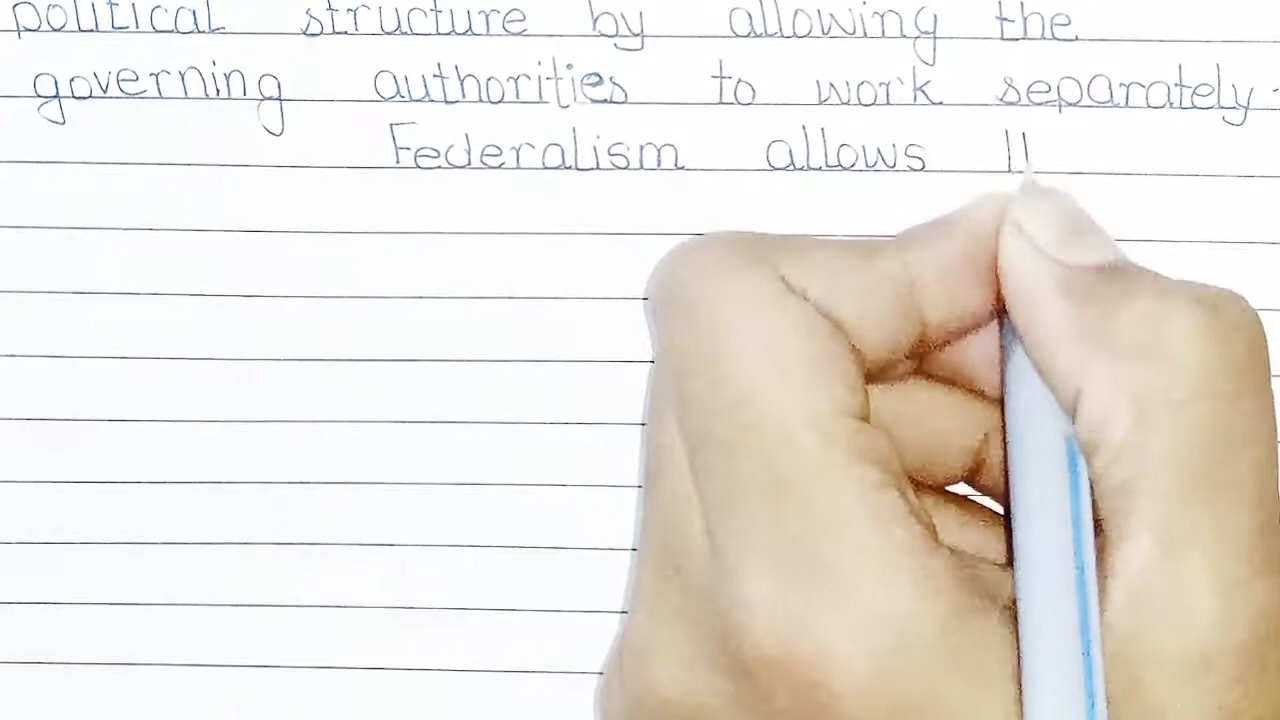 political structure by allowing the
governing authorities to work separately.
Federalism allows